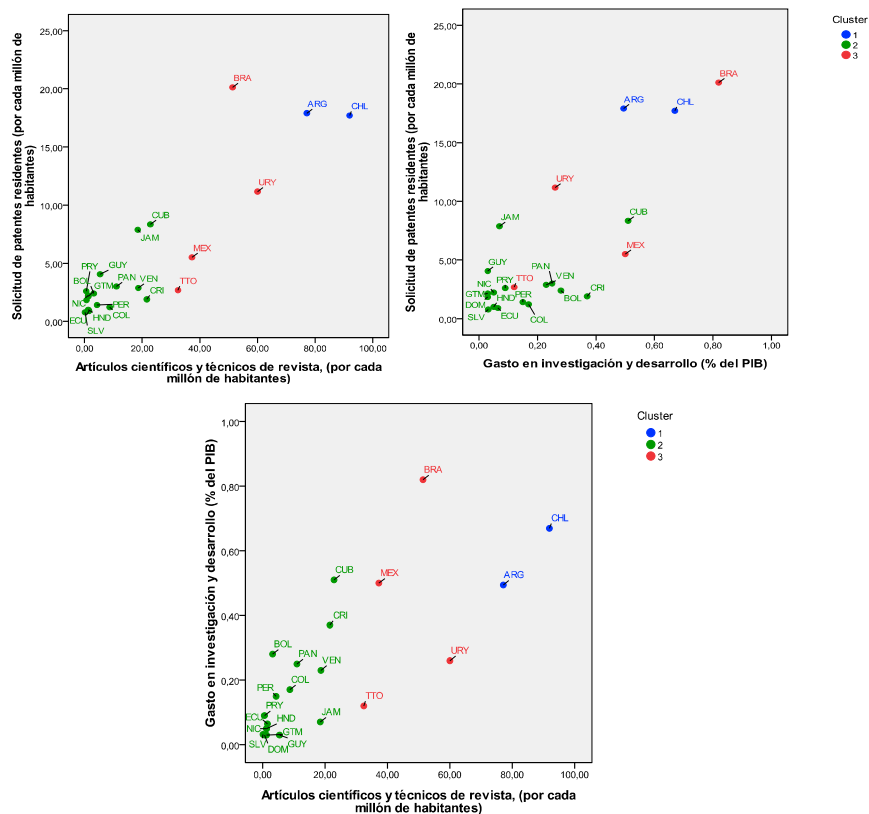 Solicitud de patentes residentes (por cada millón de
habitantes)
25,00
20,00
15,00
10,00
5,00
0,00
BRA
ARG
CHL
URY
CUB
JAM
MEX
PRY
GUY
BOL
GTM
PAN
VEN
TTO
CRI
NIC
PER
ECU
HND
COL
SLV
0,00
20,00
40,00
60,00
80,00
100,00
Artículos científicos y técnicos de revista, (por cada
millón de habitantes)
Solicitud de patentes residentes (por cada millón de
habitantes)
25,00
20,00
15,00
10,00
5,00
0,00
BRA
ARG
CHL
URY
JAM
CUB
MEX
GUY
PAN
VEN
NIC
PRY
TTO
CRI
GTM
HND
PER
BOL
DOM
SLV
ECU
COL
0,00
0,20
0,40
0,60
0,80
1,00
Gasto en investigación y desarrollo (% del PIB)
Cluster
1
2
3
Gasto en investigación y desarrollo (% del PIB)
1,00
0,80
0,60
0,40
0,20
0,00
BRA
CHL
CUB
MEX
ARG
CRI
BOL
PAN
VEN
URY
PER
COL
PRY
TTO
ECU
HND
JAM
NIC
GTM
SLV
DOM
GUY
0,00
20,00
40,00
60,00
80,00
100,00
Artículos científicos y técnicos de revista, (por cada
millón de habitantes)
Cluster
1
2
3